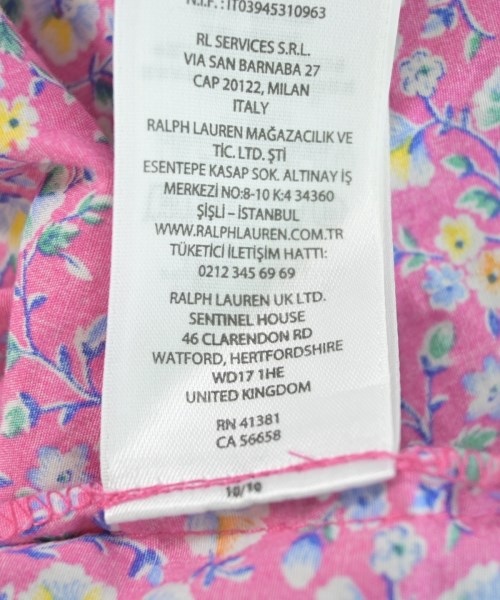 N.I.F.: IT03945310963
RL SERVICES S.R.L.
VIA SAN BARNABA 27
CAP 20122, MILAN
ITALY
RALPH LAUREN MAĞAZACILIK VE
TİC. LTD. ŞTİ
ESENTEPE KASAP SOK. ALTINAY İŞ
MERKEZİ NO:8-10 K:4 34360
ŞİŞLİ – İSTANBUL
WWW.RALPHLAUREN.COM.TR
TÜKETİCİ İLETİŞİM HATTI:
0212 345 69 69
RALPH LAUREN UK LTD.
SENTINEL HOUSE
46 CLARENDON RD
WATFORD, HERTFORDSHIRE
WD17 1HE
UNITED KINGDOM
RN 41381
CA 56658
10/10